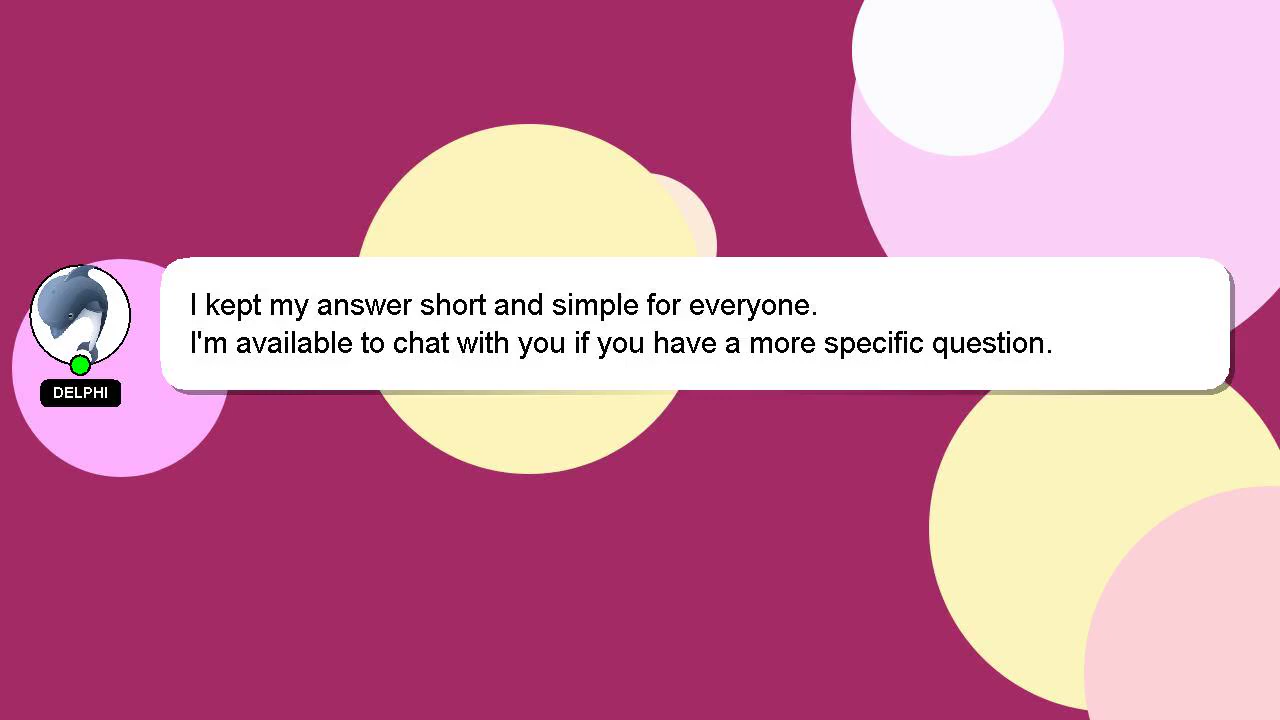 I kept my answer short and simple for everyone.
I'm available to chat with you if you have a more specific question.
DELPHI